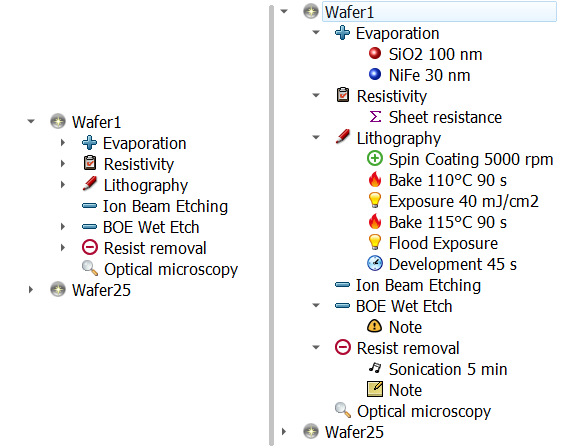 Wafer1
Evaporation
Resistivity
Lithography
Ion Beam Etching
BOE Wet Etch
Resist removal
Optical microscopy
Wafer25
Wafer1
Evaporation
SiO2 100 nm
NiFe 30 nm
Resistivity
Σ Sheet resistance
Lithography
Spin Coating 5000 rpm
Bake 110°C 90 s
Exposure 40 mJ/cm2
Bake 115°C 90 s
Flood Exposure
Development 45 s
Ion Beam Etching
BOE Wet Etch
Note
Resist removal
Sonication 5 min
Note
Optical microscopy
Wafer25